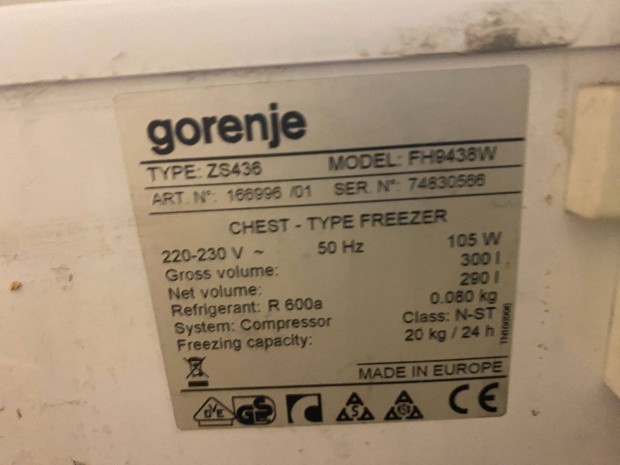 gorenje
TYPE: ZS436 MODEL: FH9438W
ART. N°: 166996 /01 SER. N°: 74830566
CHEST - TYPE FREEZER
220-230 V ~ 50 Hz 105 W
Gross volume: 300 l
Net volume: 290 l
Refrigerant: R 600a 0.080 kg
System: Compressor Class: N-ST
Freezing capacity: 20 kg / 24 h
MADE IN EUROPE
DVE GS S CE